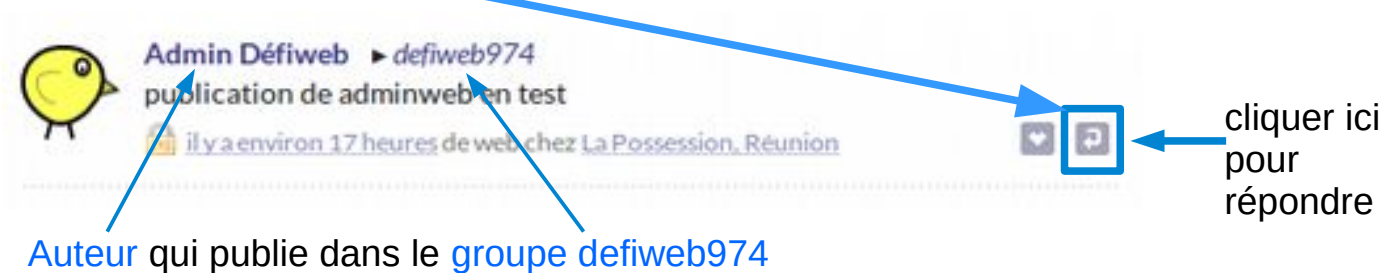 Admin Défiweb ▸ defiweb974
publication de adminweb en test
il y a environ 17 heures de web chez La Possession, Réunion
cliquer ici
pour
répondre
Auteur qui publie dans le groupe defiweb974